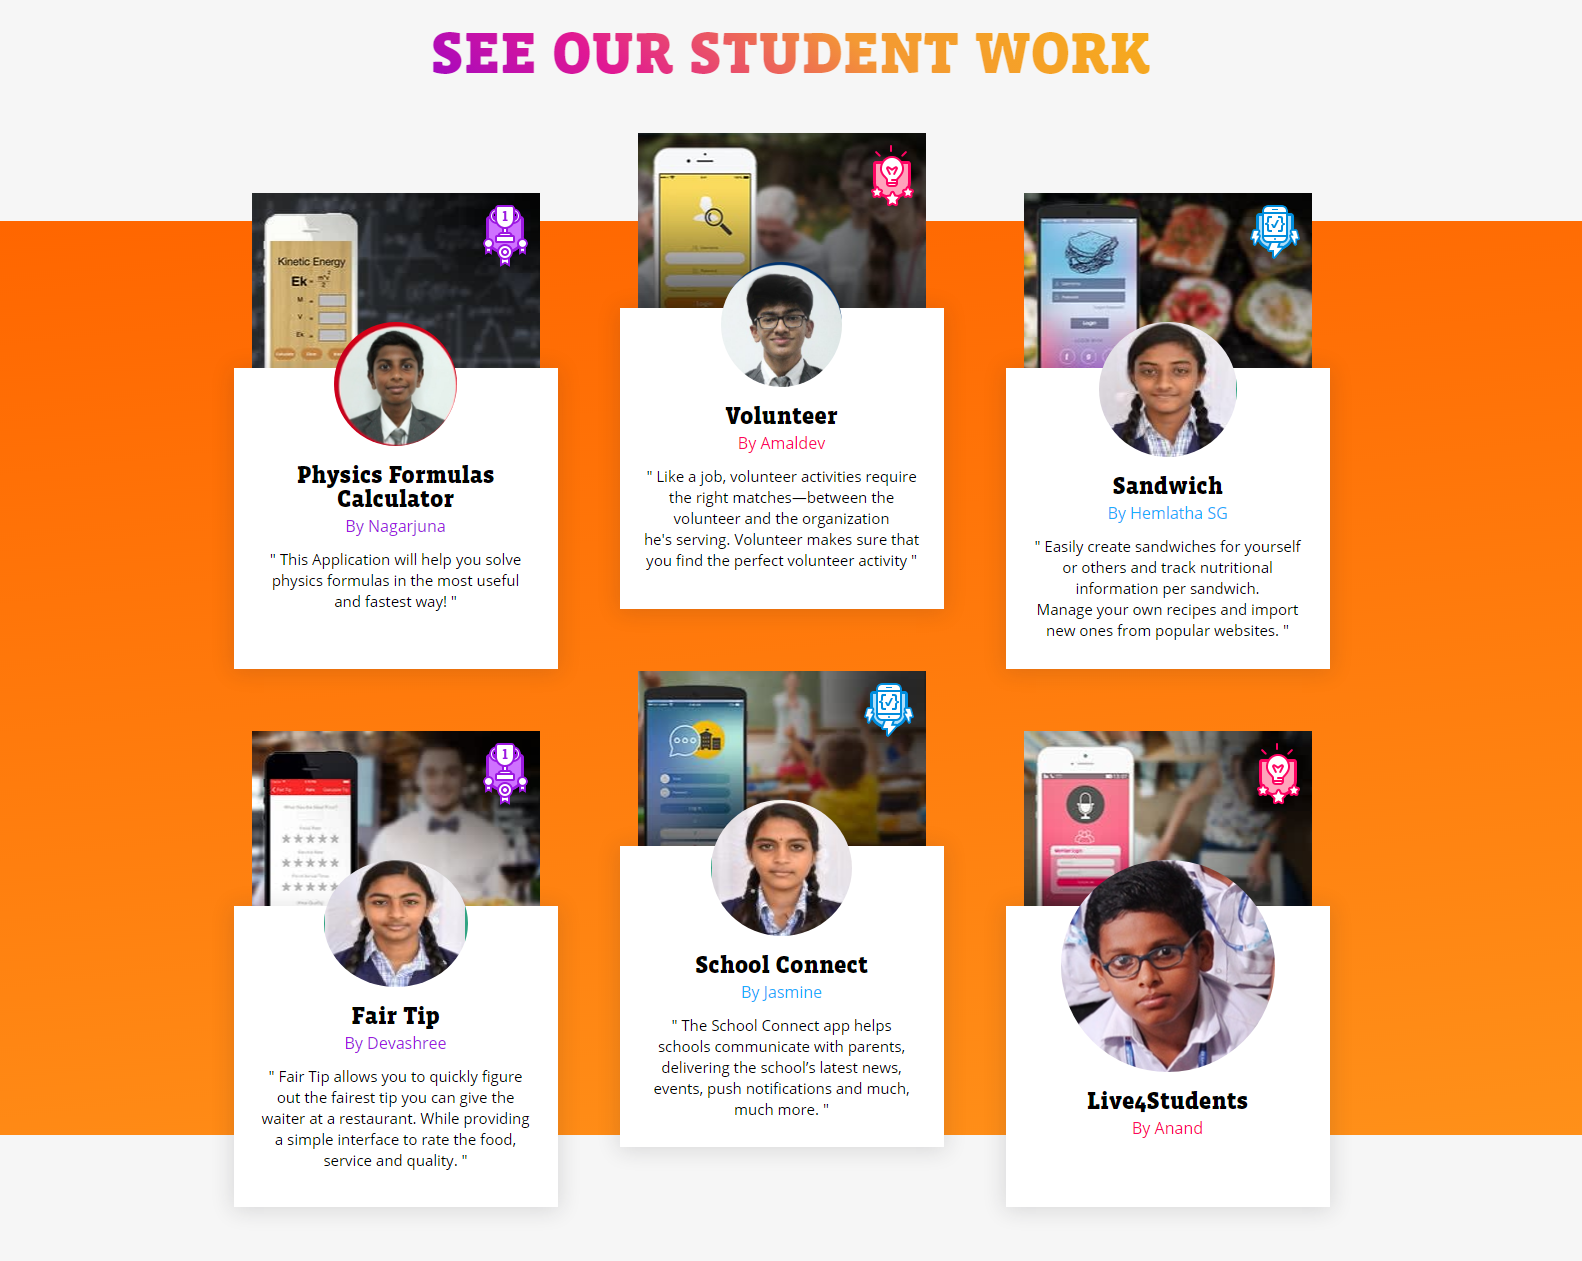 SEE OUR STUDENT WORK
1
Kinetic Energy
Ek= mv²
2
M =
V =
Ek =
Physics Formulas
Calculator
By Nagarjuna
" This Application will help you solve
physics formulas in the most useful
and fastest way! "
Login
Volunteer
By Amaldev
" Like a job, volunteer activities require
the right matches—between the
volunteer and the organization
he's serving. Volunteer makes sure that
you find the perfect volunteer activity "
Login
Sandwich
By Hemlatha SG
" Easily create sandwiches for yourself
or others and track nutritional
information per sandwich.
Manage your own recipes and import
new ones from popular websites. "
1
Fair Tip
By Devashree
" Fair Tip allows you to quickly figure
out the fairest tip you can give the
waiter at a restaurant. While providing
a simple interface to rate the food,
service and quality. "
School Connect
By Jasmine
" The School Connect app helps
schools communicate with parents,
delivering the school’s latest news,
events, push notifications and much,
much more. "
Live4Students
By Anand